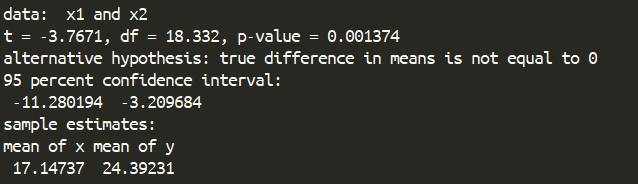 data:  x1 and x2
t = -3.7671, df = 18.332, p-value = 0.001374
alternative hypothesis: true difference in means is not equal to 0
95 percent confidence interval:
 -11.280194  -3.209684
sample estimates:
mean of x mean of y
 17.14737  24.39231